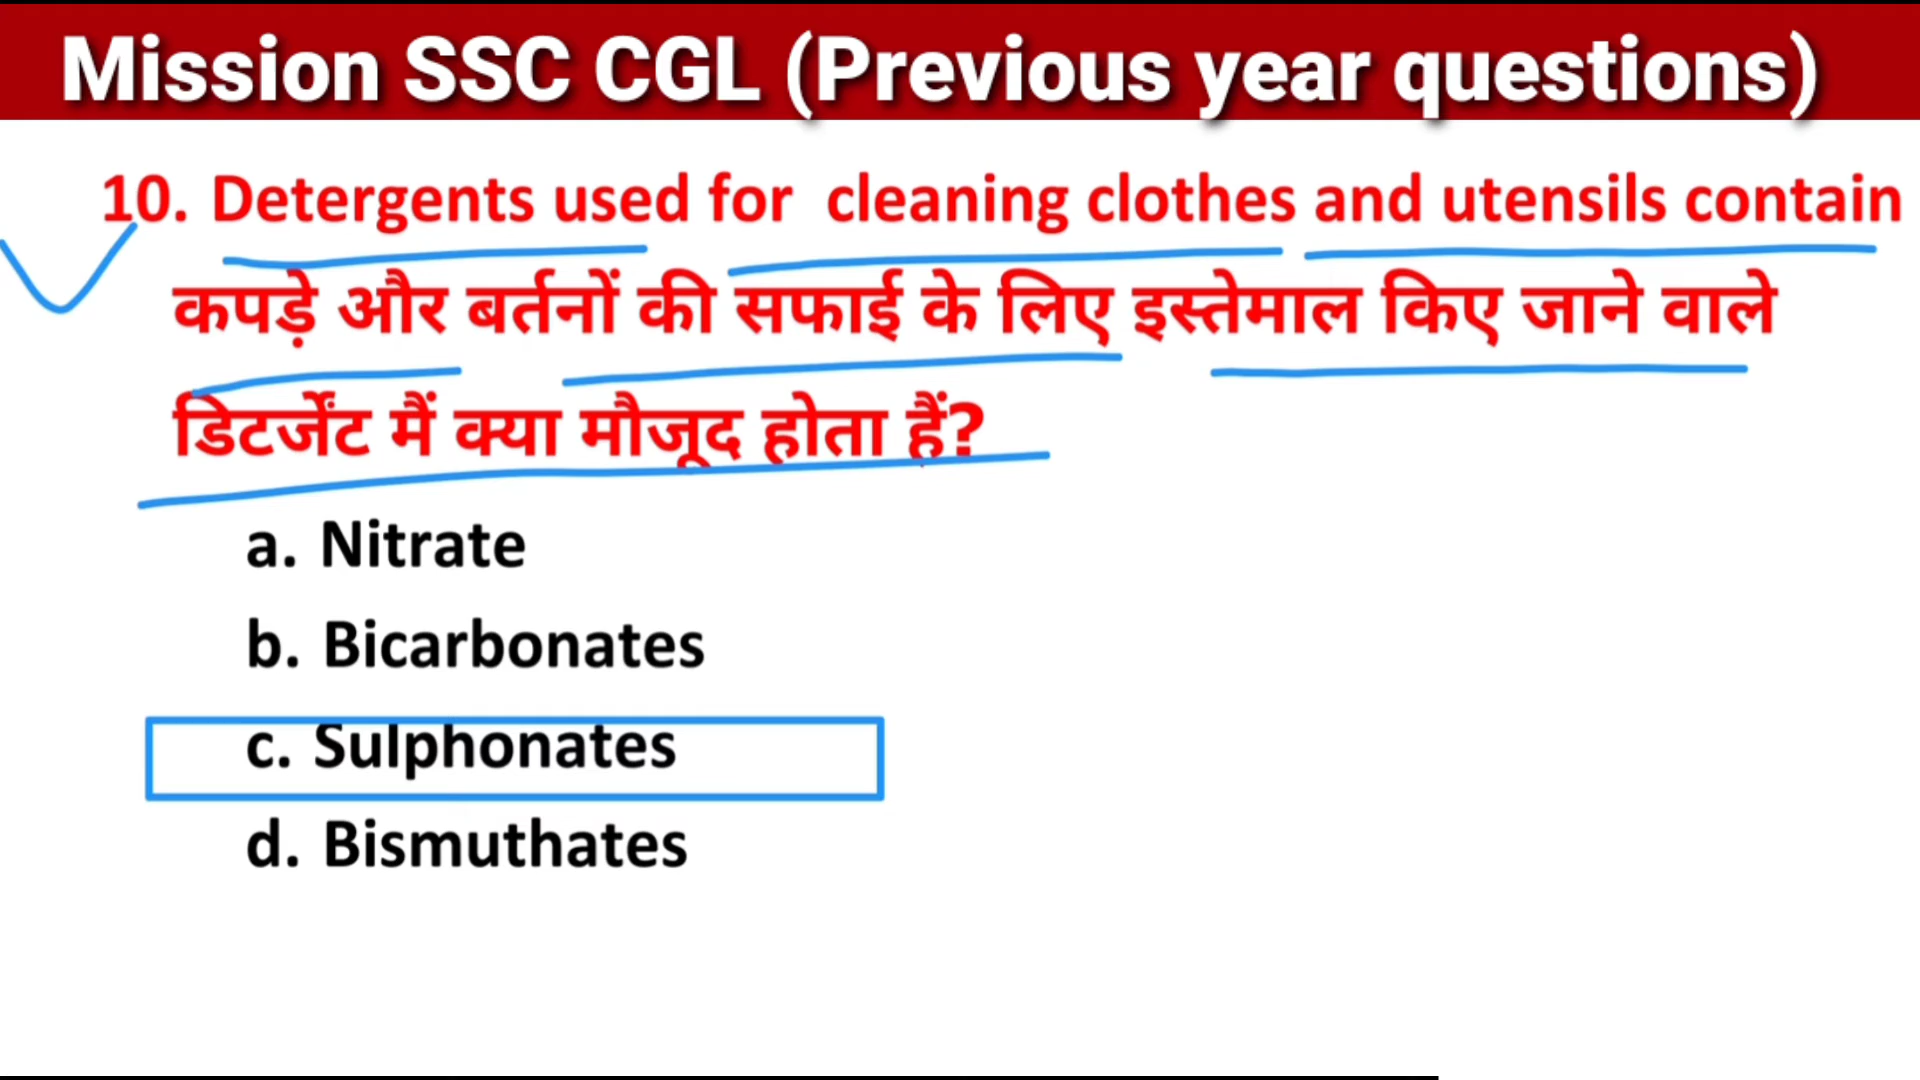 Mission SSC CGL (Previous year questions)
10. Detergents used for cleaning clothes and utensils contain
कपड़े और बर्तनों की सफाई के लिए इस्तेमाल किए जाने वाले
डिटर्जेंट मैं क्या मौजूद होता हैं?
a. Nitrate
b. Bicarbonates
c. Sulphonates
d. Bismuthates